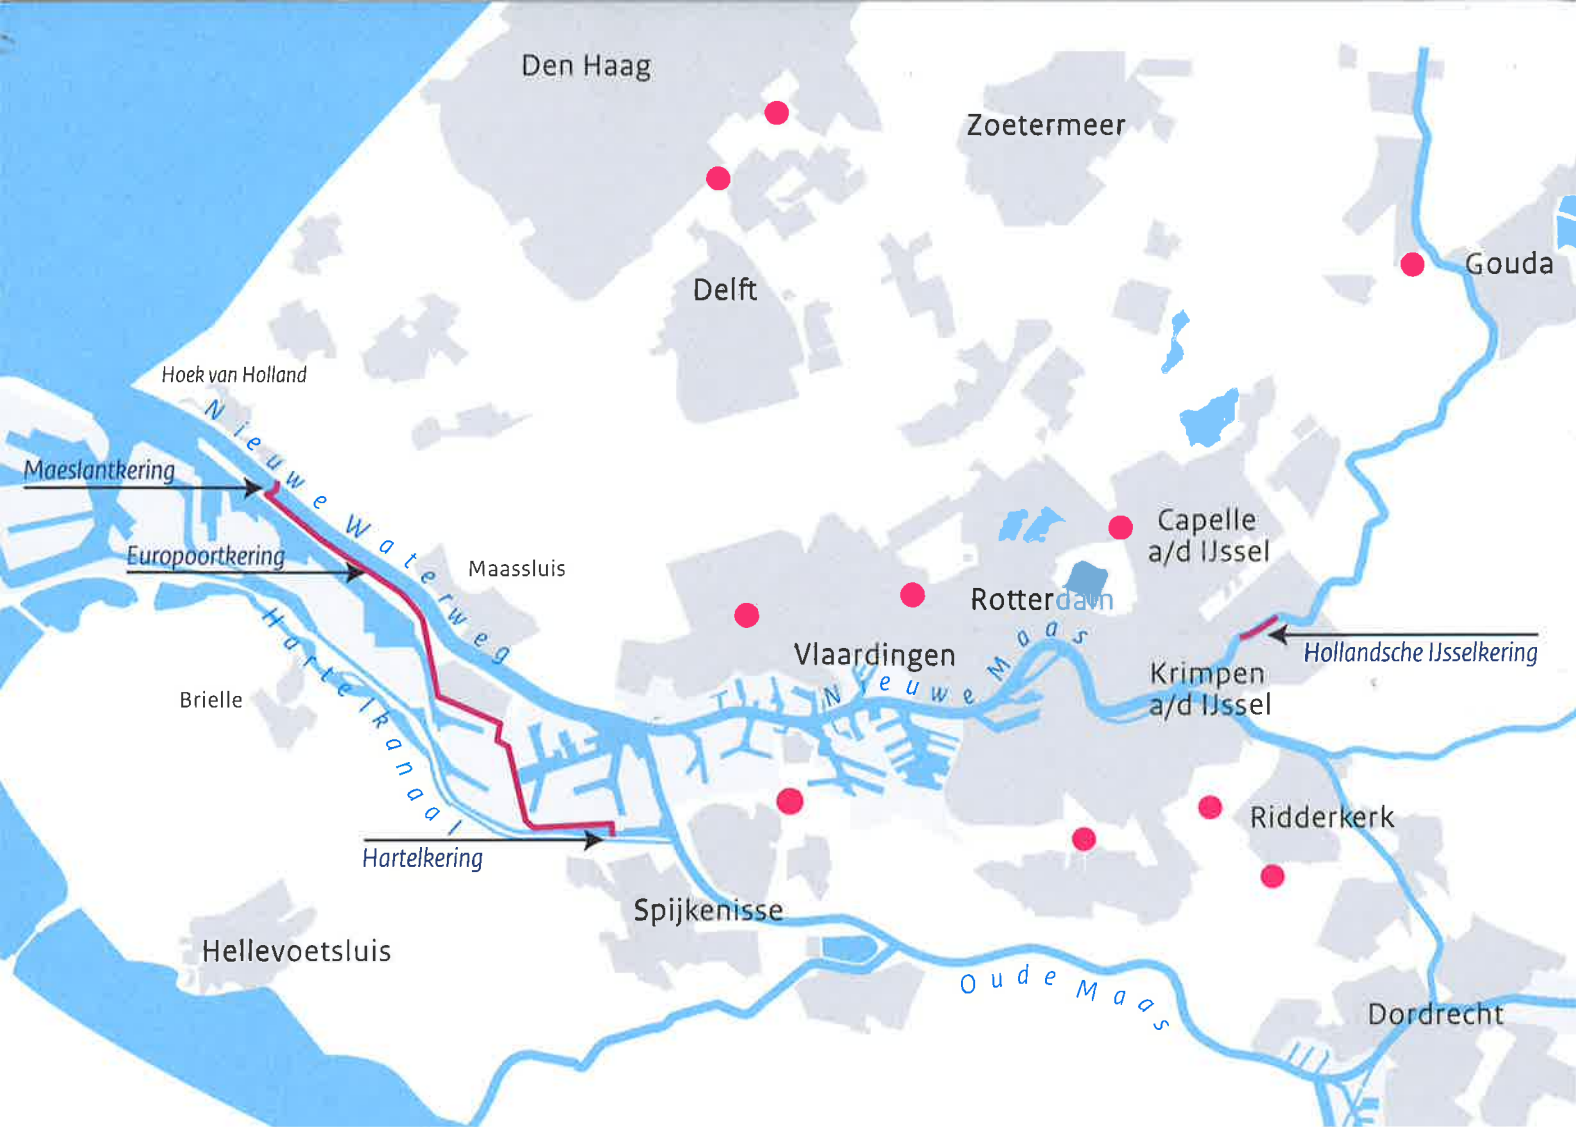 Den Haag
Zoetermeer
Gouda
Delft
Hoek van Holland
Nieuwe Waterweg
Maeslantkering
Europoortkering
Maassluis
Capelle
a/d IJssel
Rotterdam
Hartelkanaal
Vlaardingen
Nieuwe Maas
Hollandsche IJsselkering
Krimpen
a/d IJssel
Brielle
Ridderkerk
Hartelkering
Spijkenisse
Hellevoetsluis
Oude Maas
Dordrecht